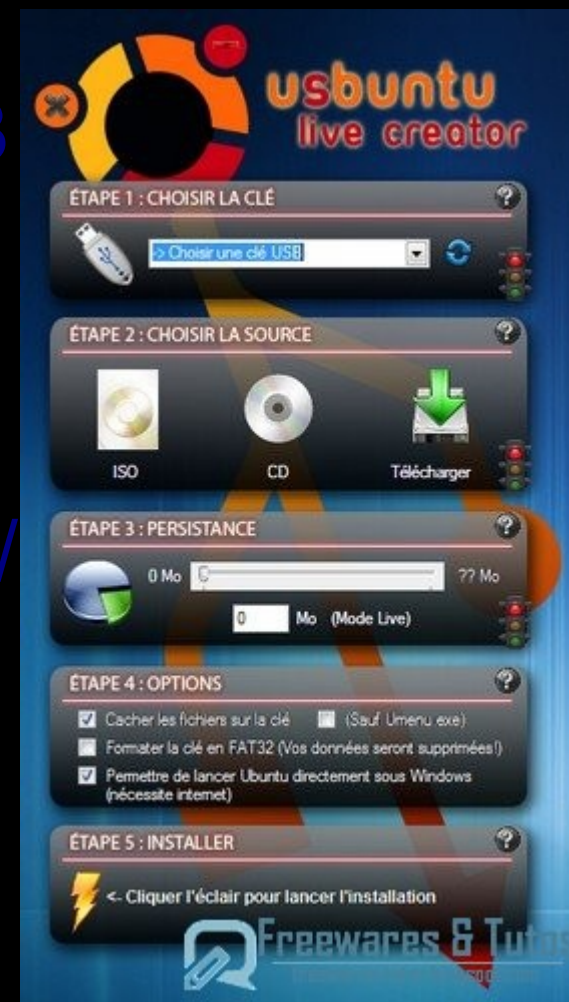 usbuntu
live creator
ÉTAPE 1 : CHOISIR LA CLÉ
?
-> Choisir une clé USB
ÉTAPE 2 : CHOISIR LA SOURCE
?
ISO
CD
Télécharger
ÉTAPE 3 : PERSISTANCE
?
0 Mo
?? Mo
0
Mo (Mode Live)
ÉTAPE 4 : OPTIONS
?
Cacher les fichiers sur la clé
(Sauf Umenu exe)
Formater la clé en FAT32 (Vos données seront supprimées!)
Permettre de lancer Ubuntu directement sous Windows
(nécessite internet)
ÉTAPE 5 : INSTALLER
?
<- Cliquer l'éclair pour lancer l'installation
Freewares & Tutos